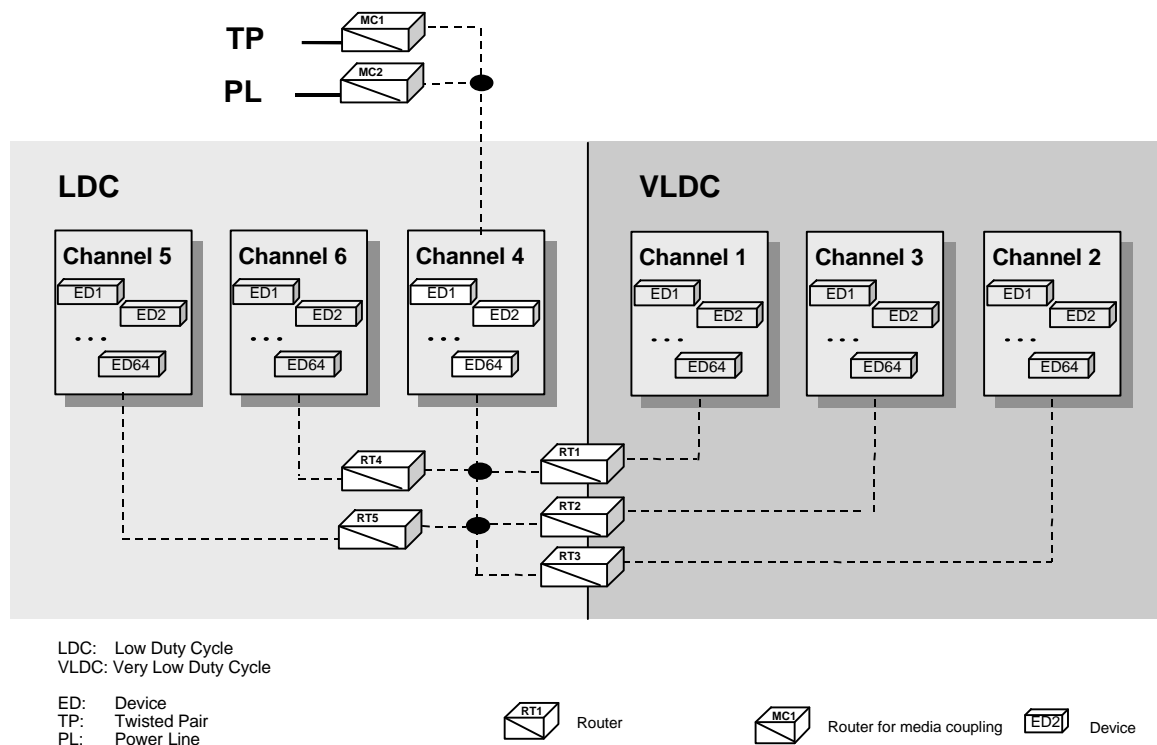 TP
MC1
PL
MC2
LDC
VLDC
Channel 5
ED1
ED2
...
ED64
Channel 6
ED1
ED2
...
ED64
Channel 4
ED1
ED2
...
ED64
Channel 1
ED1
ED2
...
ED64
Channel 3
ED1
ED2
...
ED64
Channel 2
ED1
ED2
...
ED64
RT4
RT1
RT5
RT2
RT3
LDC: Low Duty Cycle
VLDC: Very Low Duty Cycle
ED: Device
TP: Twisted Pair
PL: Power Line
RT1 Router
MC1 Router for media coupling
ED2 Device